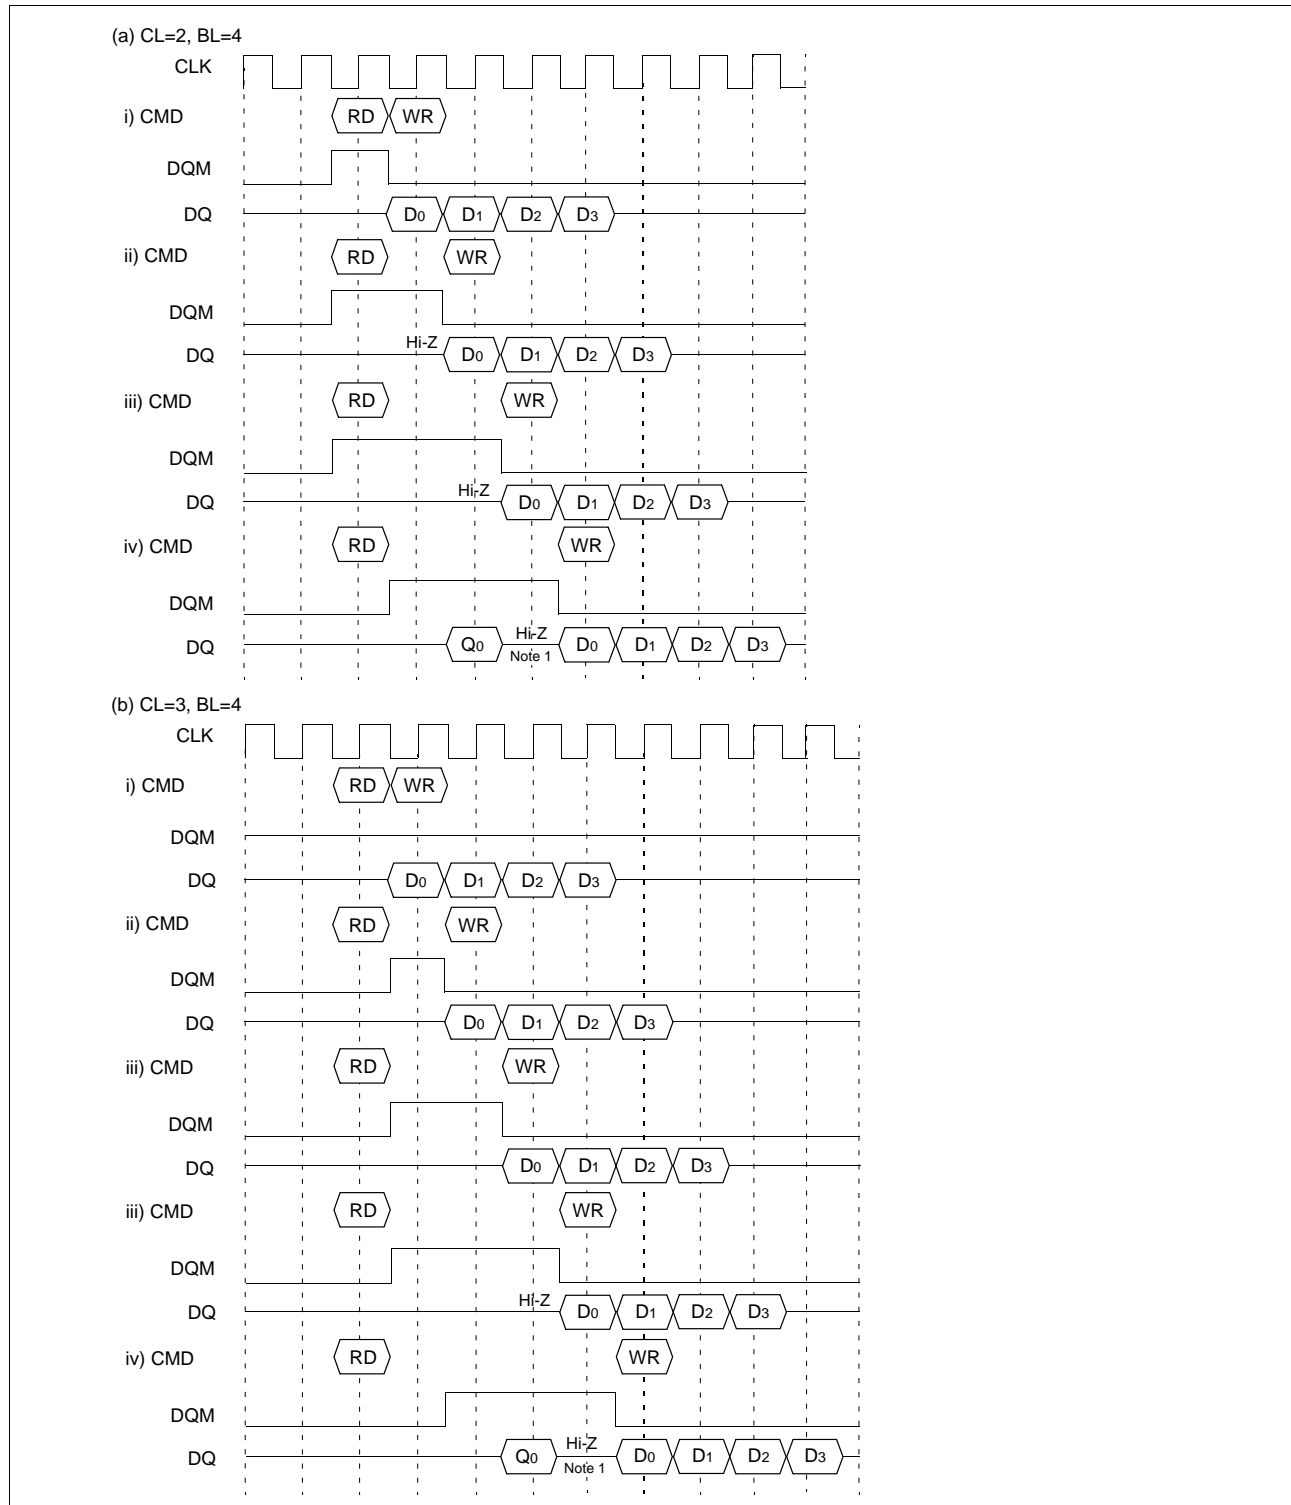 (a) CL=2, BL=4
CLK
i) CMD RD WR
DQM
DQ D0 D1 D2 D3
ii) CMD RD WR
DQM
DQ Hi-Z D0 D1 D2 D3
iii) CMD RD WR
DQM
DQ Hi-Z D0 D1 D2 D3
iv) CMD RD WR
DQM
DQ Q0 Hi-Z D0 D1 D2 D3
Note 1
(b) CL=3, BL=4
CLK
i) CMD RD WR
DQM
DQ D0 D1 D2 D3
ii) CMD RD WR
DQM
DQ D0 D1 D2 D3
iii) CMD RD WR
DQM
DQ D0 D1 D2 D3
iii) CMD RD WR
DQM
DQ Hi-Z D0 D1 D2 D3
iv) CMD RD WR
DQM
DQ Q0 Hi-Z D0 D1 D2 D3
Note 1